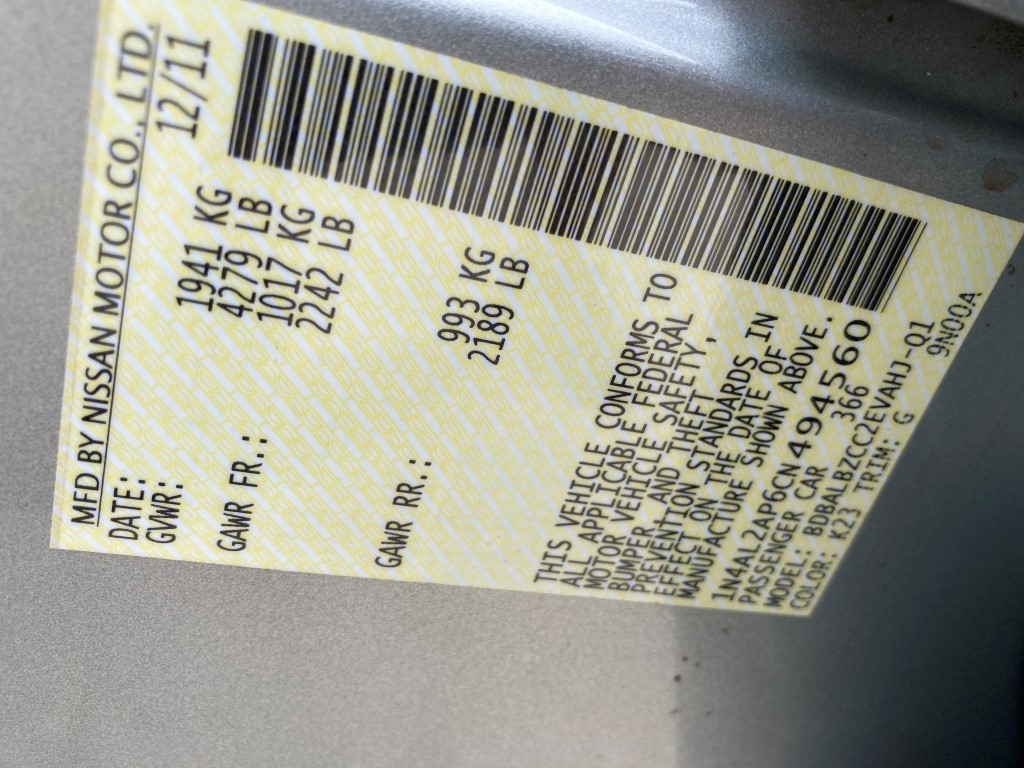 MFD BY NISSAN MOTOR CO., LTD.
DATE: 12/11
GVWR: 1941 KG
4279 LB
GAWR FR.: 1017 KG
2242 LB
GAWR RR.: 993 KG
2189 LB
THIS VEHICLE CONFORMS TO
ALL APPLICABLE FEDERAL
MOTOR VEHICLE SAFETY,
BUMPER, AND THEFT
PREVENTION STANDARDS IN
EFFECT ON THE DATE OF
MANUFACTURE SHOWN ABOVE.
1N4AL2AP6CN494560
PASSENGER CAR 366
MODEL: BDBALBZCC2EVAHJ-Q1
COLOR: K23 TRIM: G 9N00A